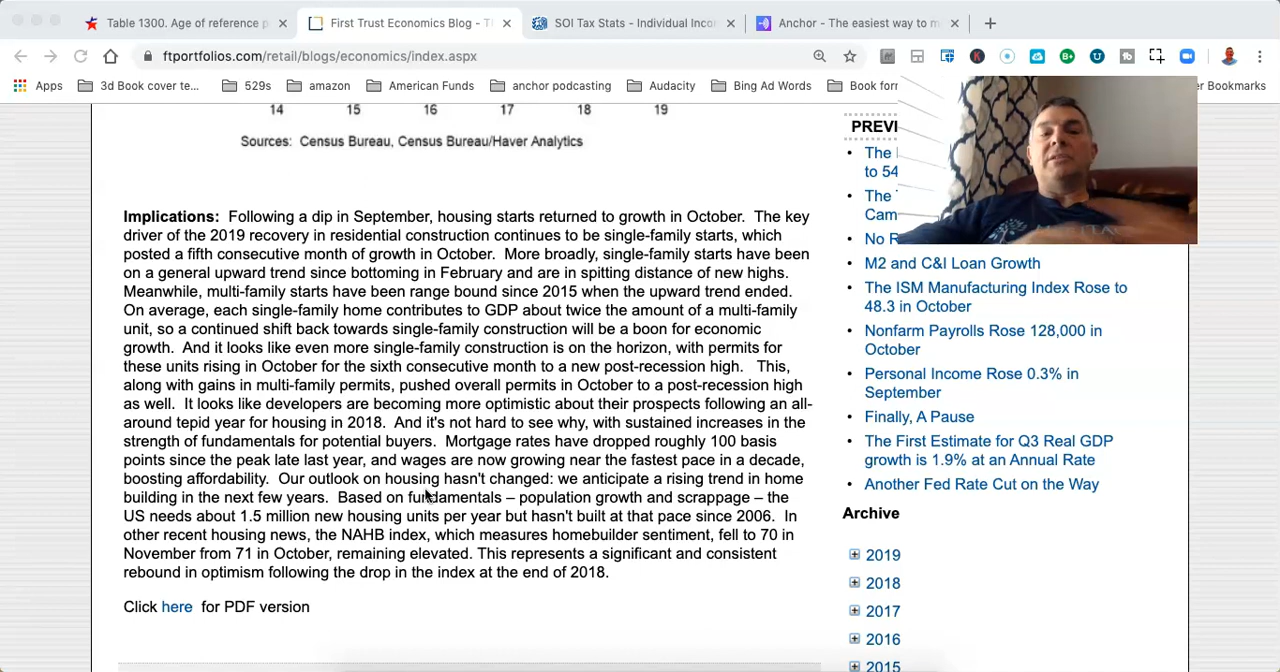 Table 1300. Age of reference p
First Trust Economics Blog - Th
SOI Tax Stats - Individual Inco
Anchor - The easiest way to m
ftportfolios.com/retail/blogs/economics/index.aspx
Apps
3d Book cover te...
529s
amazon
American Funds
anchor podcasting
Audacity
Bing Ad Words
Book for
er Bookmarks
14 15 16 17 18 19
Sources: Census Bureau, Census Bureau/Haver Analytics
Implications: Following a dip in September, housing starts returned to growth in October. The key
driver of the 2019 recovery in residential construction continues to be single-family starts, which
posted a fifth consecutive month of growth in October. More broadly, single-family starts have been
on a general upward trend since bottoming in February and are in spitting distance of new highs.
Meanwhile, multi-family starts have been range bound since 2015 when the upward trend ended.
On average, each single-family home contributes to GDP about twice the amount of a multi-family
unit, so a continued shift back towards single-family construction will be a boon for economic
growth. And it looks like even more single-family construction is on the horizon, with permits for
these units rising in October for the sixth consecutive month to a new post-recession high. This,
along with gains in multi-family permits, pushed overall permits in October to a post-recession high
as well. It looks like developers are becoming more optimistic about their prospects following an all-
around tepid year for housing in 2018. And it's not hard to see why, with sustained increases in the
strength of fundamentals for potential buyers. Mortgage rates have dropped roughly 100 basis
points since the peak late last year, and wages are now growing near the fastest pace in a decade,
boosting affordability. Our outlook on housing hasn't changed: we anticipate a rising trend in home
building in the next few years. Based on fundamentals – population growth and scrappage – the
US needs about 1.5 million new housing units per year but hasn't built at that pace since 2006. In
other recent housing news, the NAHB index, which measures homebuilder sentiment, fell to 70 in
November from 71 in October, remaining elevated. This represents a significant and consistent
rebound in optimism following the drop in the index at the end of 2018.
Click here for PDF version
PREVI
The
to 54
The
Cam
No R
M2 and C&I Loan Growth
The ISM Manufacturing Index Rose to
48.3 in October
Nonfarm Payrolls Rose 128,000 in
October
Personal Income Rose 0.3% in
September
Finally, A Pause
The First Estimate for Q3 Real GDP
growth is 1.9% at an Annual Rate
Another Fed Rate Cut on the Way
Archive
2019
2018
2017
2016
2015